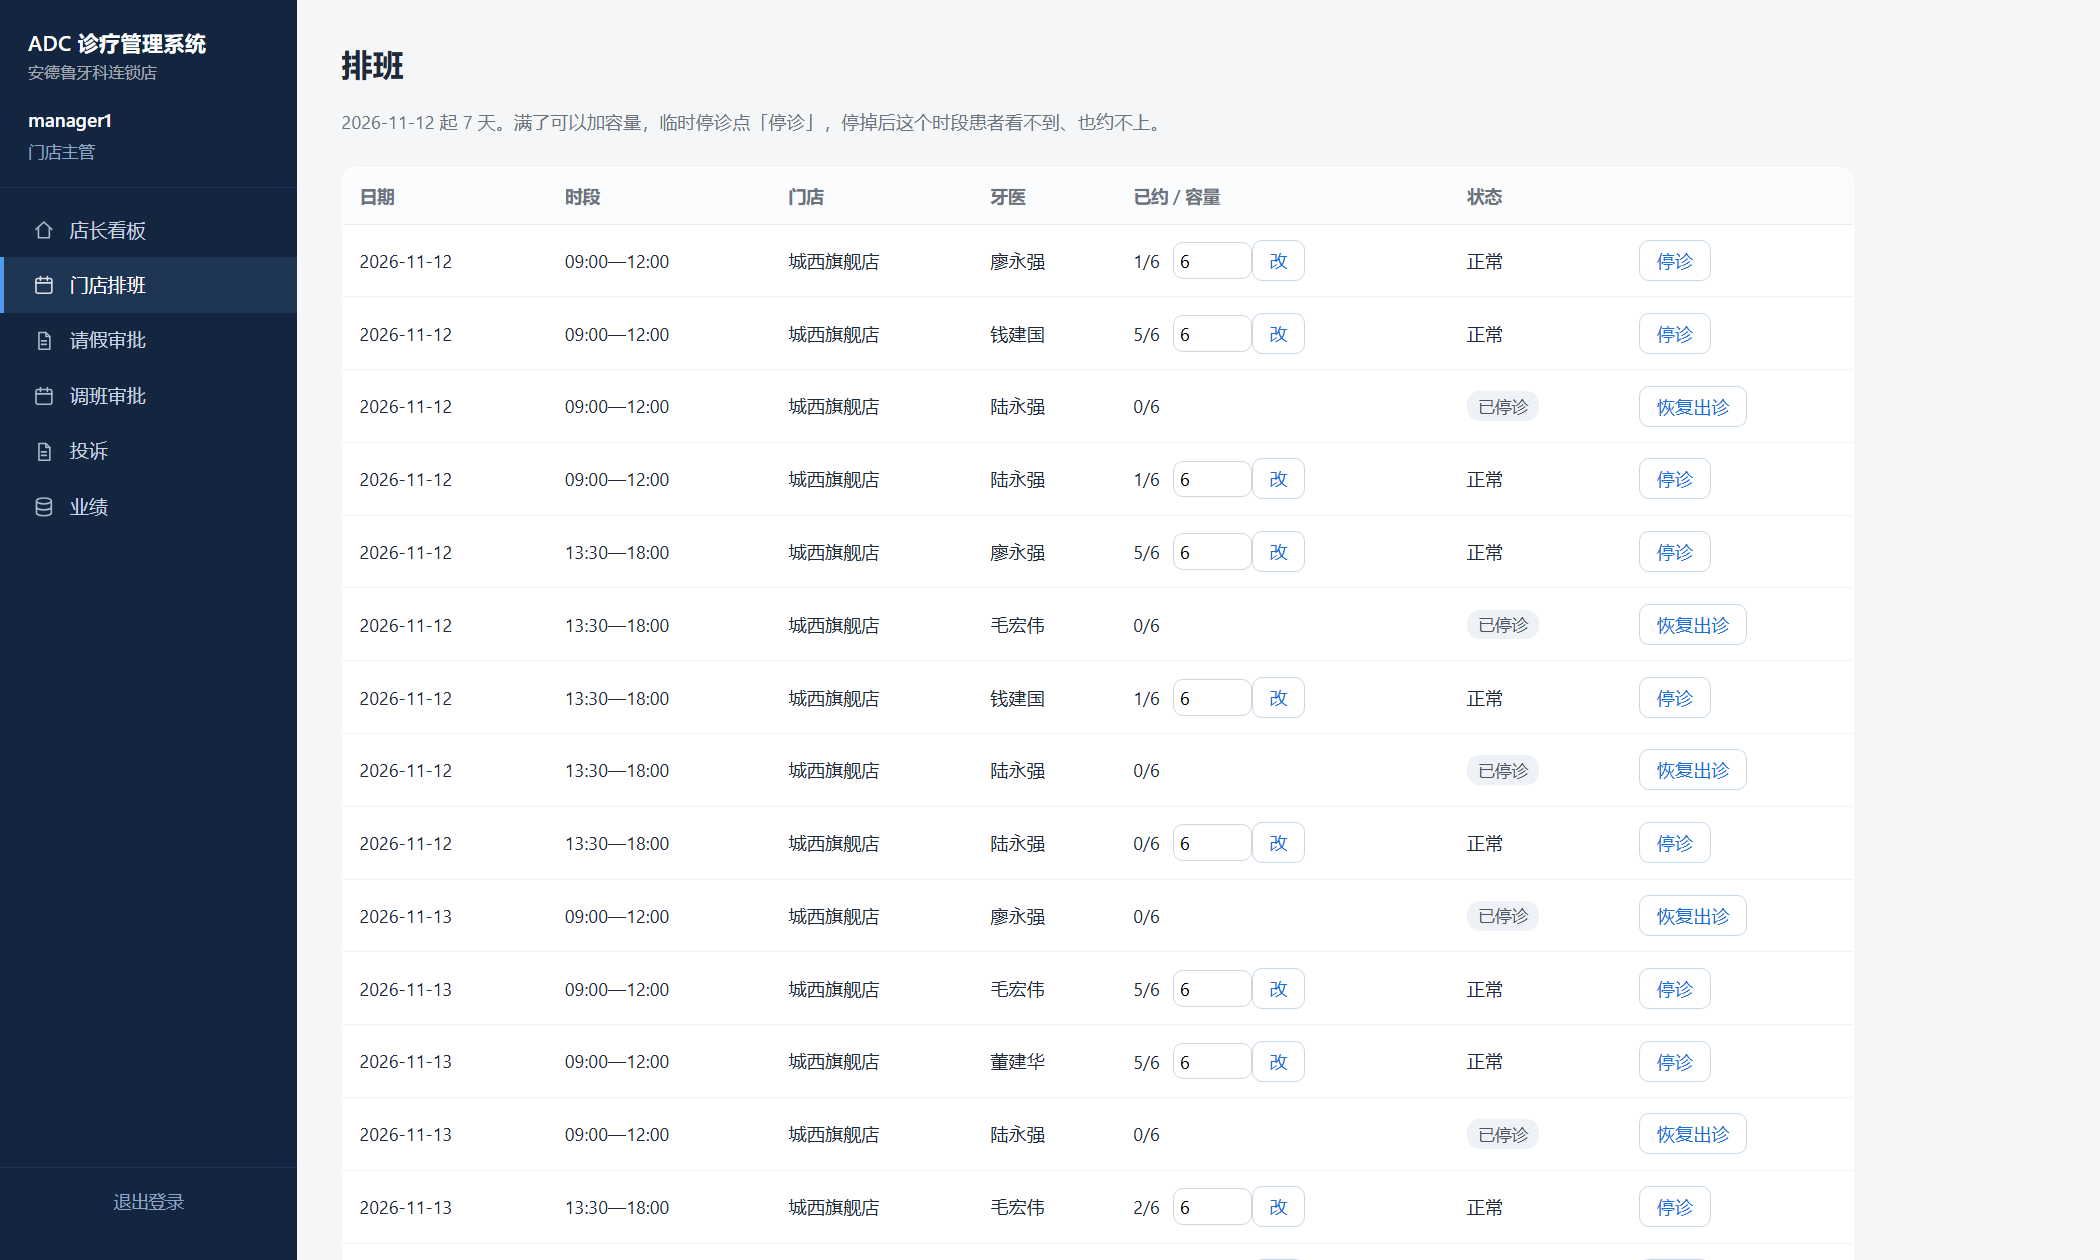 ADC 诊疗管理系统
安德鲁牙科连锁店
manager1
门店主管
店长看板
门店排班
请假审批
调班审批
投诉
业绩
退出登录
排班
2026-11-12 起 7 天。满了可以加容量，临时停诊点「停诊」，停掉后这个时段患者看不到、也约不上。
日期 时段 门店 牙医 已约 / 容量 状态
2026-11-12 09:00—12:00 城西旗舰店 廖永强 1/6 6 改 正常 停诊
2026-11-12 09:00—12:00 城西旗舰店 钱建国 5/6 6 改 正常 停诊
2026-11-12 09:00—12:00 城西旗舰店 陆永强 0/6 已停诊 恢复出诊
2026-11-12 09:00—12:00 城西旗舰店 陆永强 1/6 6 改 正常 停诊
2026-11-12 13:30—18:00 城西旗舰店 廖永强 5/6 6 改 正常 停诊
2026-11-12 13:30—18:00 城西旗舰店 毛宏伟 0/6 已停诊 恢复出诊
2026-11-12 13:30—18:00 城西旗舰店 钱建国 1/6 6 改 正常 停诊
2026-11-12 13:30—18:00 城西旗舰店 陆永强 0/6 已停诊 恢复出诊
2026-11-12 13:30—18:00 城西旗舰店 陆永强 0/6 6 改 正常 停诊
2026-11-13 09:00—12:00 城西旗舰店 廖永强 0/6 已停诊 恢复出诊
2026-11-13 09:00—12:00 城西旗舰店 毛宏伟 5/6 6 改 正常 停诊
2026-11-13 09:00—12:00 城西旗舰店 董建华 5/6 6 改 正常 停诊
2026-11-13 09:00—12:00 城西旗舰店 陆永强 0/6 已停诊 恢复出诊
2026-11-13 13:30—18:00 城西旗舰店 毛宏伟 2/6 6 改 正常 停诊